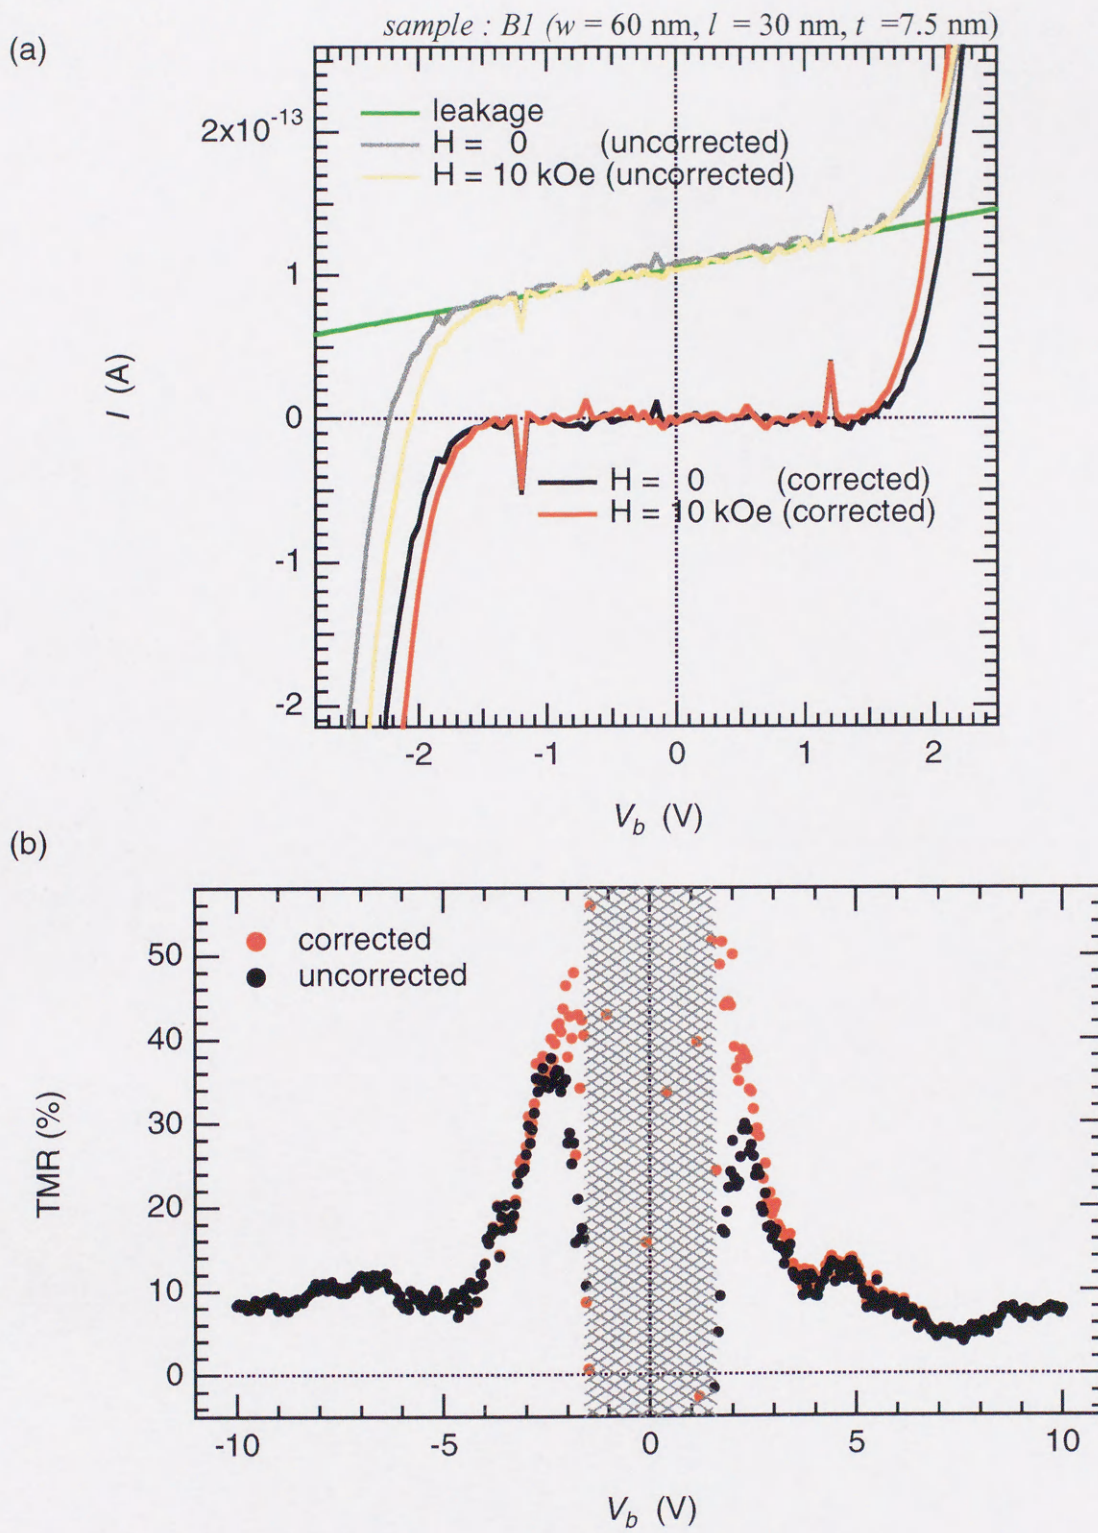 sample : B1 (w = 60 nm, l = 30 nm, t =7.5 nm)
(a)
leakage
H = 0 (uncorrected)
H = 10 kOe (uncorrected)
2x10-13
1
0
-1
-2
I (A)
H = 0 (corrected)
H = 10 kOe (corrected)
-2 -1 0 1 2
Vb (V)
(b)
corrected
uncorrected
50
40
30
20
10
0
TMR (%)
-10 -5 0 5 10
Vb (V)